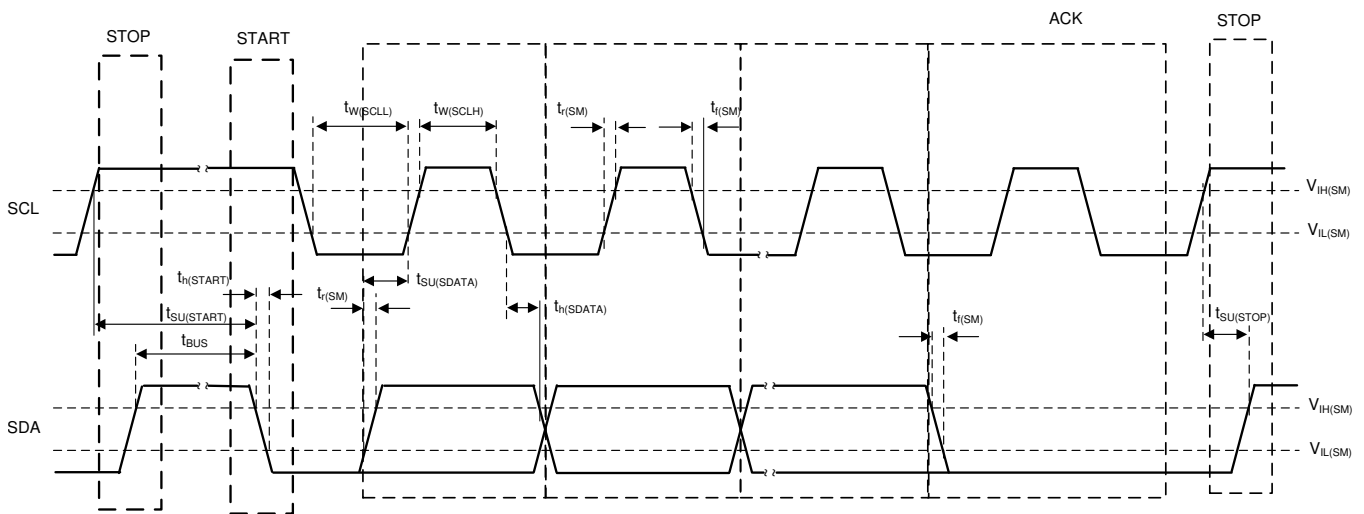 ACK
STOP
START
STOP
tW(SCLL)
tW(SCLH)
tr(SM)
tf(SM)
SCL
VIH(SM)
VIL(SM)
th(START)
tr(SM)
tSU(SDATA)
th(SDATA)
tSU(START)
tSU(STOP)
tf(SM)
tBUS
SDA
VIH(SM)
VIL(SM)